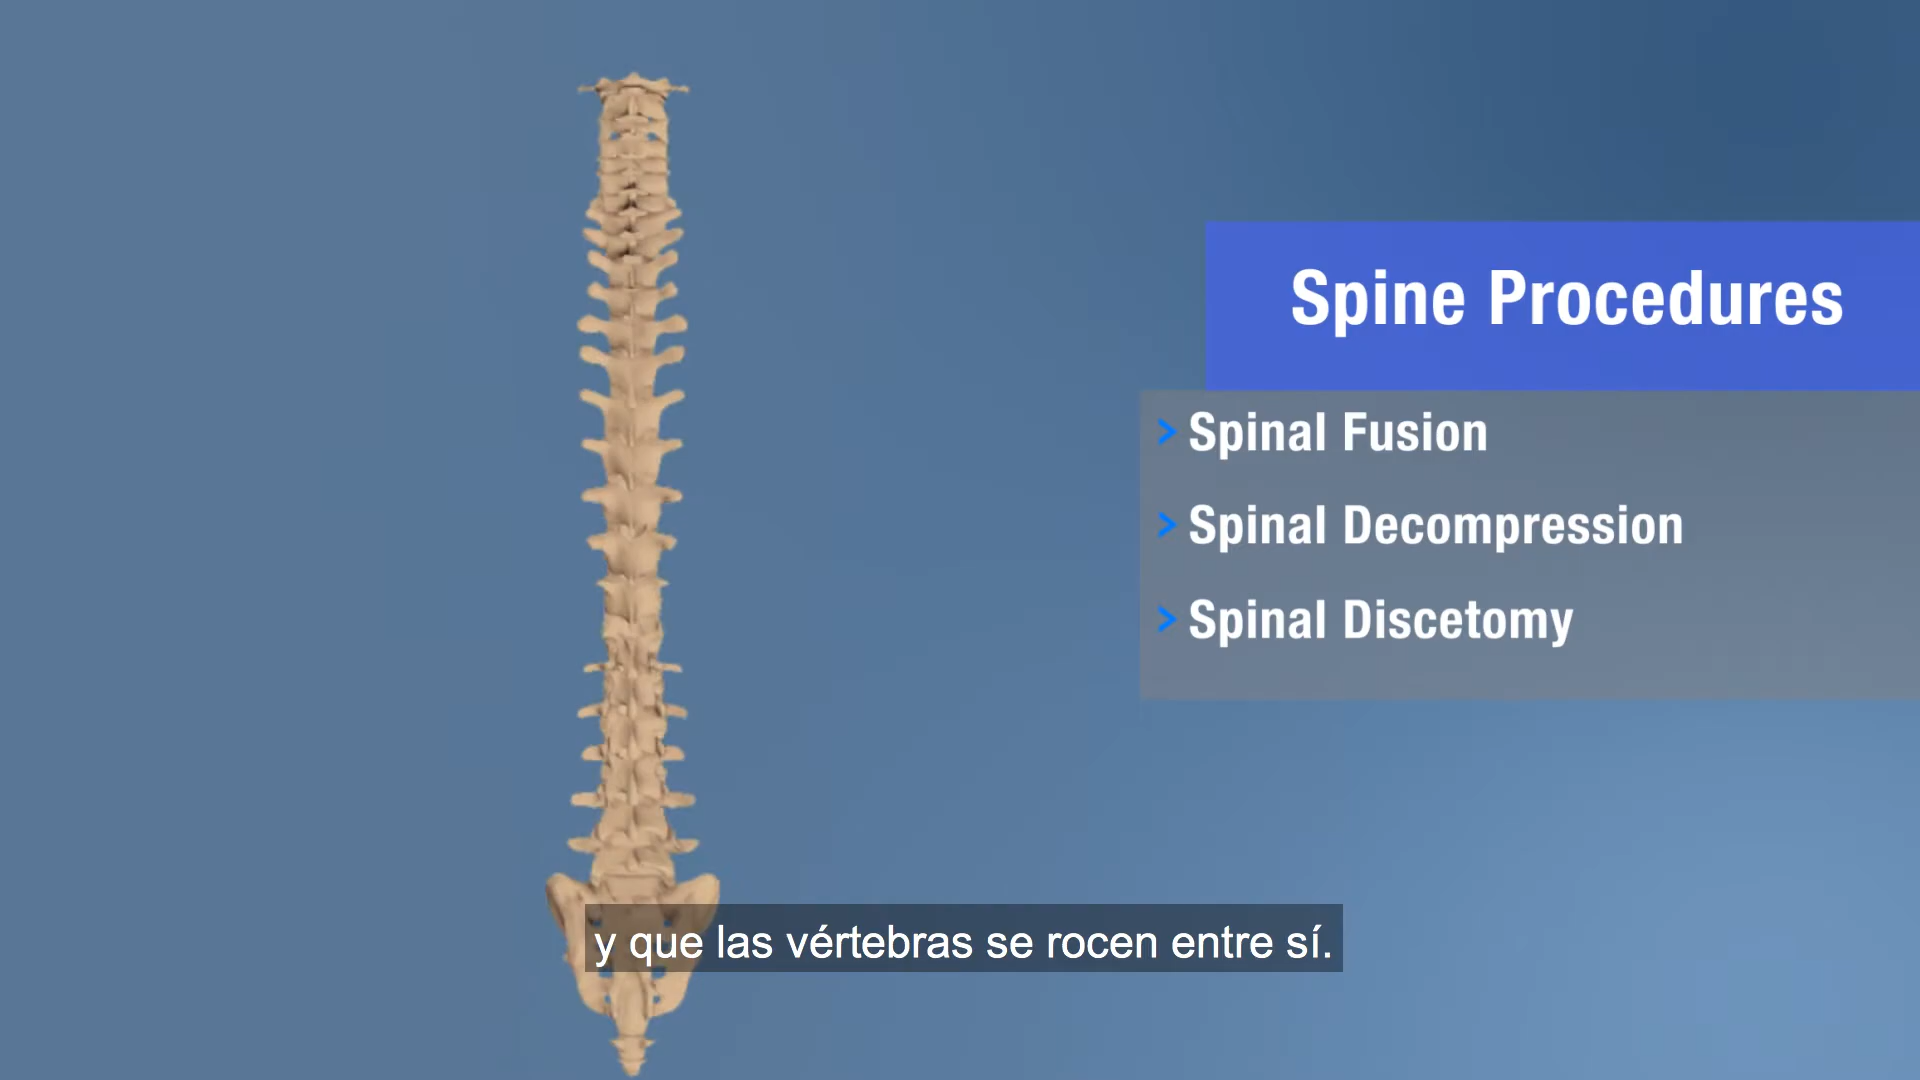 Spine Procedures
> Spinal Fusion
> Spinal Decompression
> Spinal Discetomy
y que las vértebras se rocen entre sí.